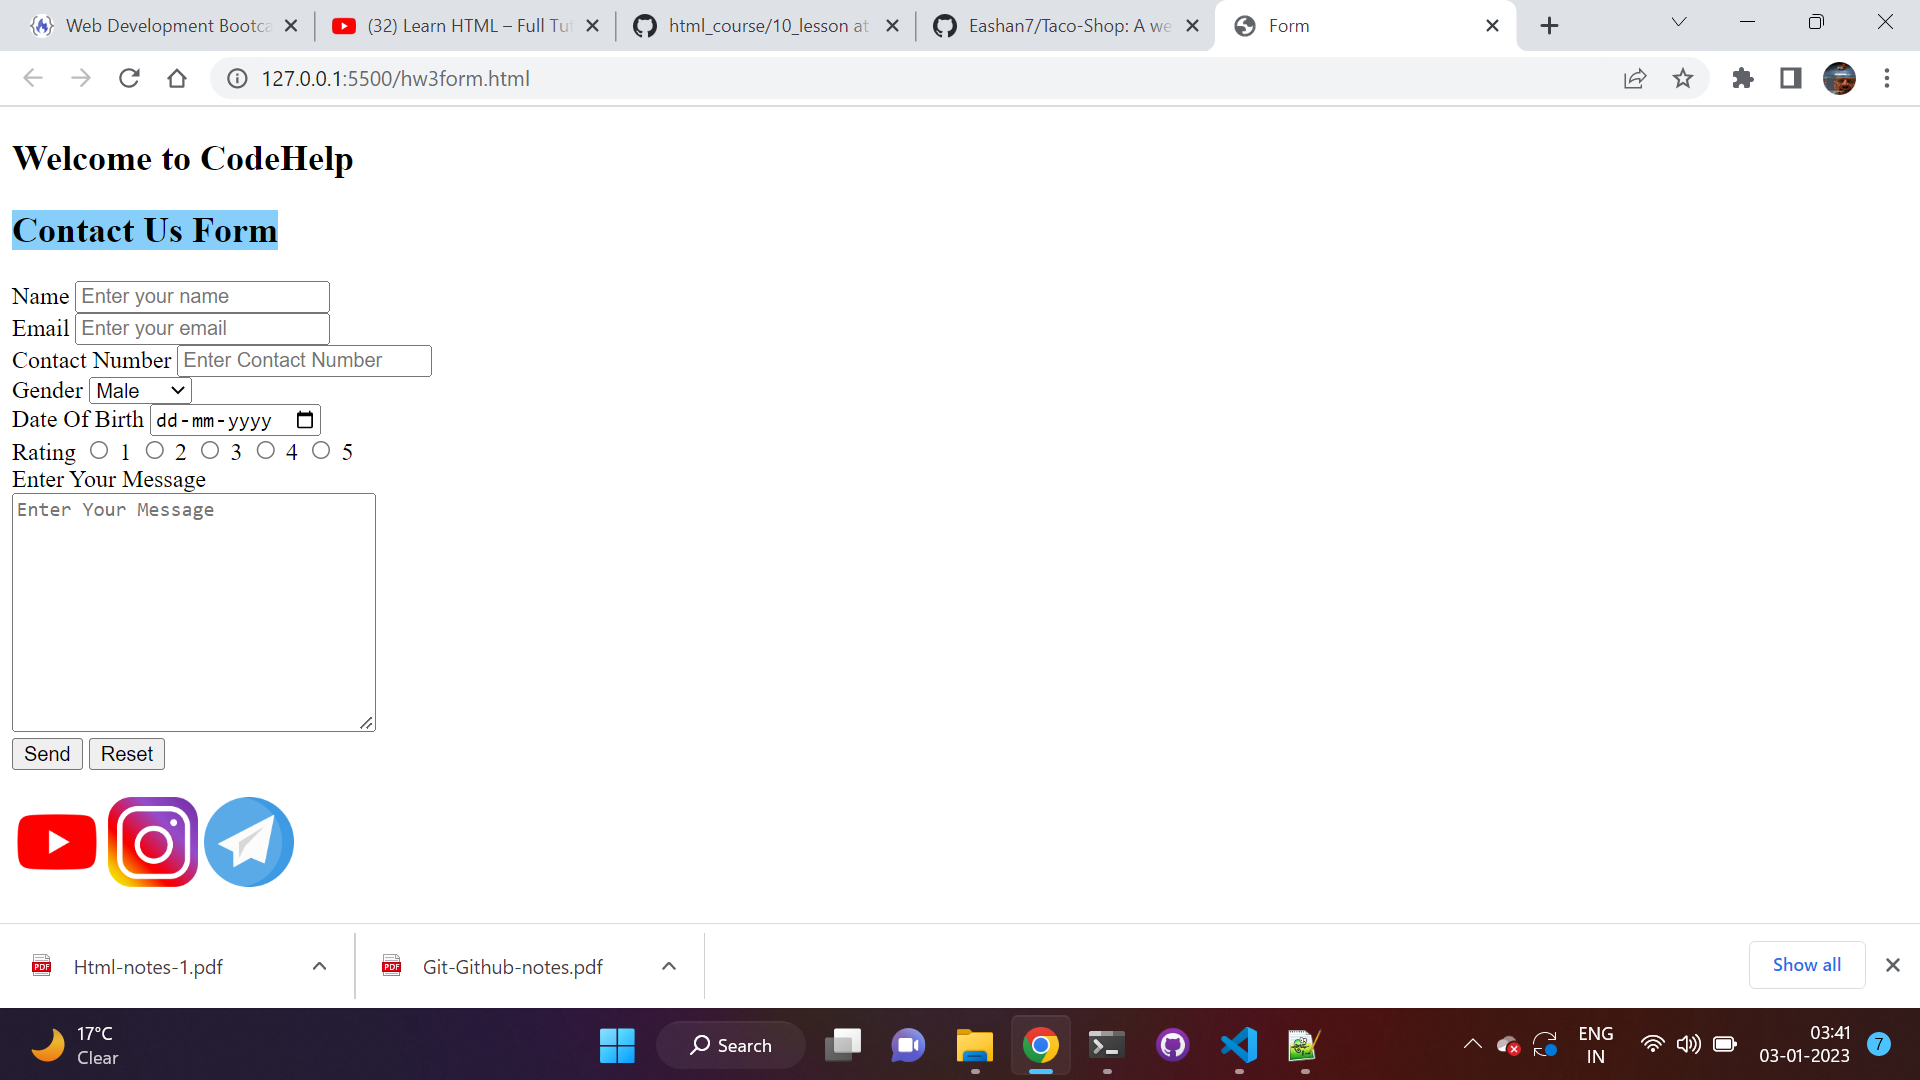 Web Development Bootca
(32) Learn HTML – Full Tu
html_course/10_lesson at
Eashan7/Taco-Shop: A we
Form
127.0.0.1:5500/hw3form.html
Welcome to CodeHelp
Contact Us Form
Name Enter your name
Email Enter your email
Contact Number Enter Contact Number
Gender Male
Date Of Birth dd-mm-yyyy
Rating 1 2 3 4 5
Enter Your Message
Enter Your Message
Send Reset
Html-notes-1.pdf
Git-Github-notes.pdf
Show all
17°C
Clear
Search
ENG
IN
03:41
03-01-2023
7